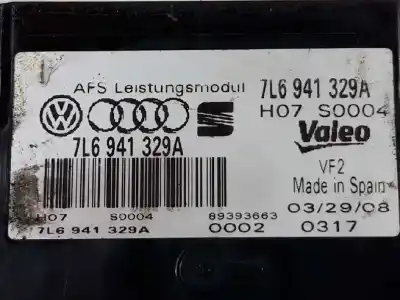 AFS Leistungsmodul 7L6 941 329A
H07 S0004
7L6 941 329A
Valeo
VF2
Made in Spain
H07 S0004 89393663
03/29/08
7L6 941 329A 0002 0317